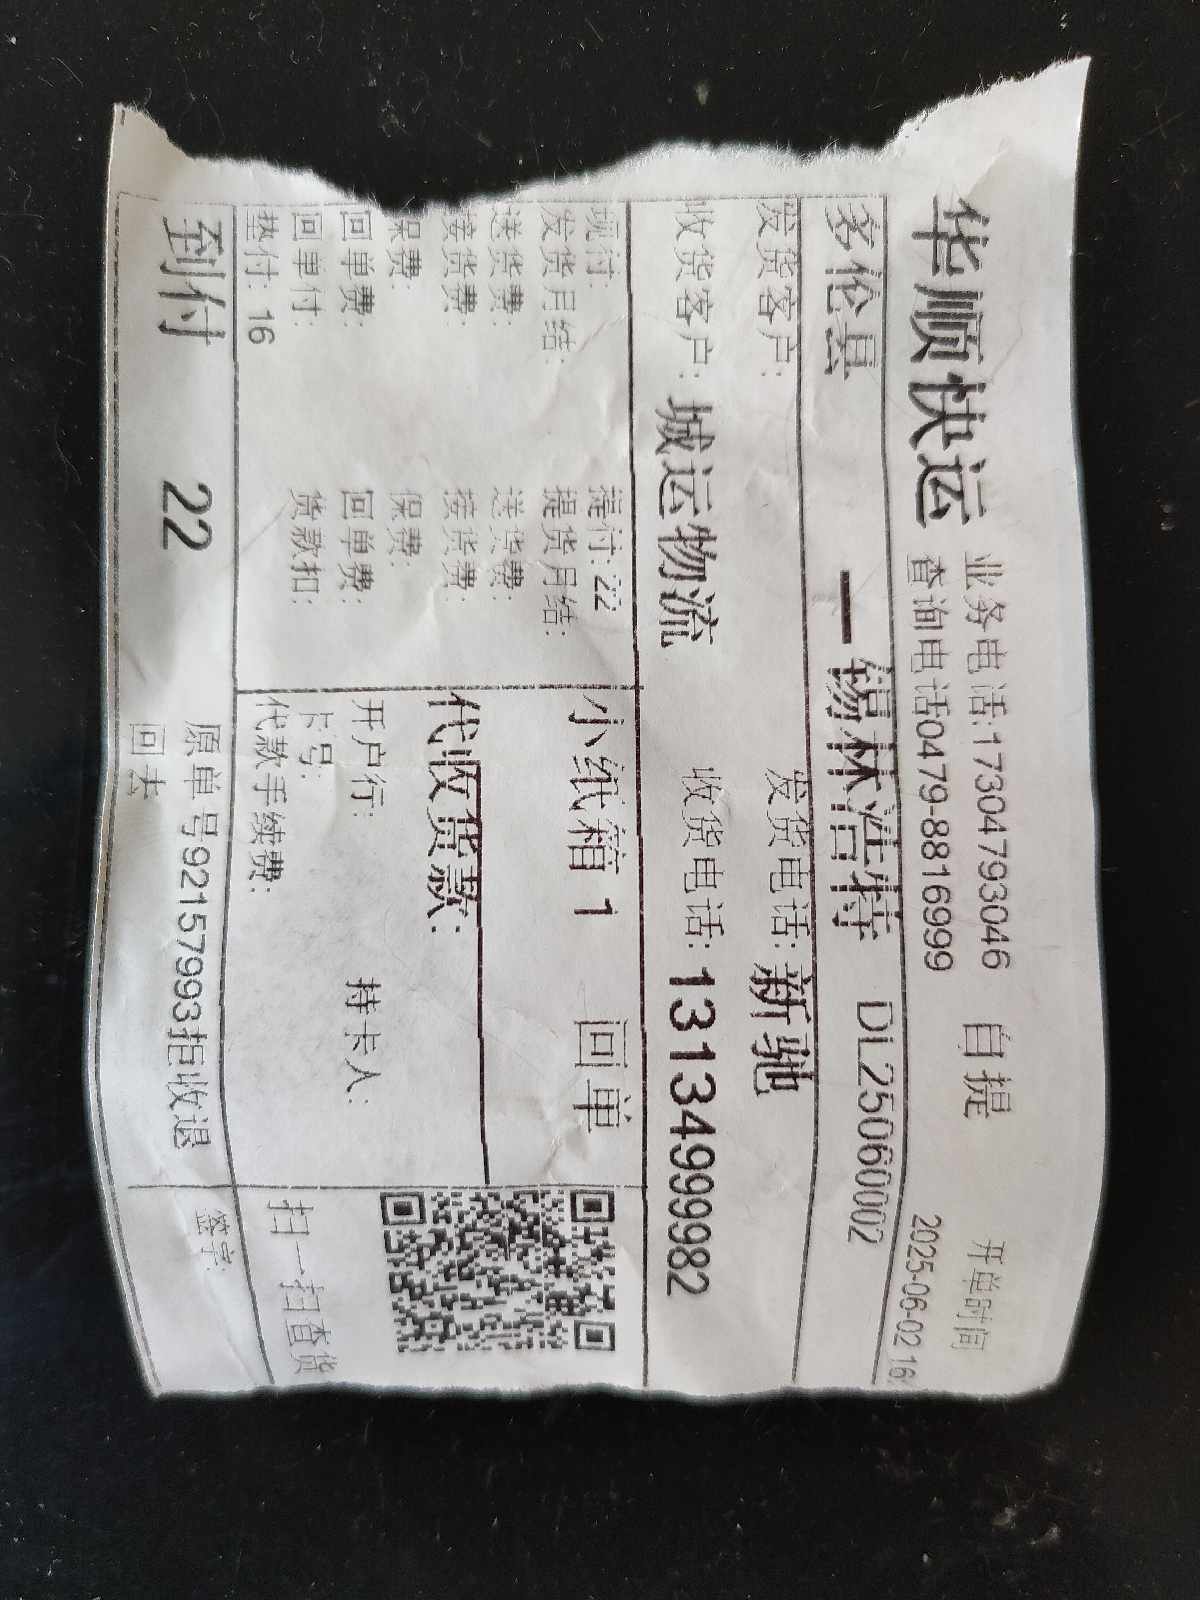 华顺快运 业务电话:17304793046 自提 开单时间
查询电话0479-8816999 2025-06-02 16:
多伦县 — 锡林浩特 DL25060002
发货客户: 发货电话: 新驰
收货客户: 城运物流 收货电话: 13134999982
现付: 提付: 22 小纸箱 1 回单
发货月结: 提货月结:
送货费: 送货费:
接货费: 接货费: 代收货款:
保费: 保费:
回单费: 回单费: 开户行: 持卡人:
回单付: 货款扣: 卡号:
垫付: 16 代款手续费: 扫一扫查货
到付 22 原单号92157993拒收退 签字:
回去